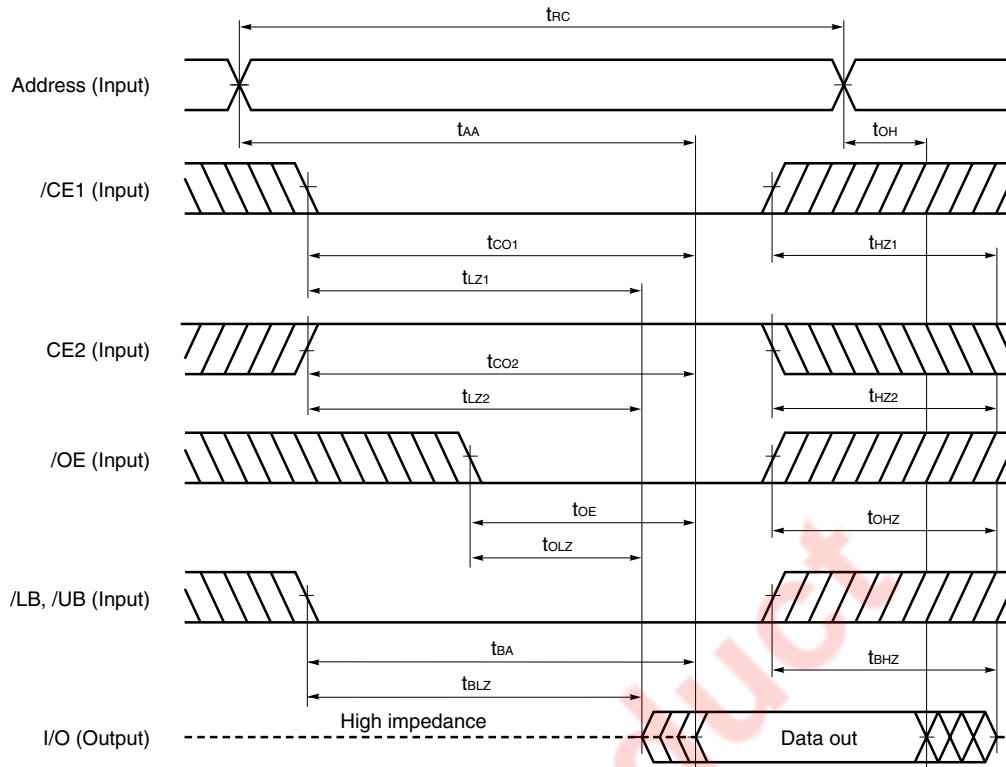 tRC
Address (Input)
tAA
tOH
/CE1 (Input)
tCO1
tHZ1
tLZ1
CE2 (Input)
tCO2
tLZ2
tHZ2
/OE (Input)
tOE
tOHZ
tOLZ
/LB, /UB (Input)
tBA
tBHZ
tBLZ
High impedance
I/O (Output)
Data out
duct